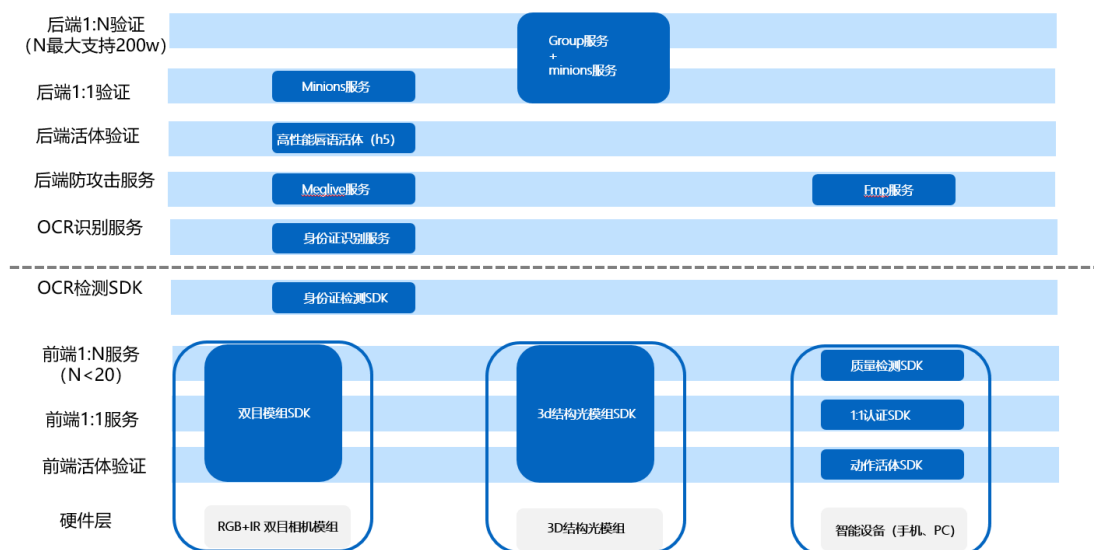 后端1:N验证
（N最大支持200w）
Group服务
+
minions服务
后端1:1验证
Minions服务
后端活体验证
高性能唇语活体（h5）
后端防攻击服务
Meglive服务
Fmp服务
OCR识别服务
身份证识别服务
OCR检测SDK
身份证检测SDK
前端1:N服务
（N<20）
质量检测SDK
前端1:1服务
双目模组SDK
3d结构光模组SDK
1:1认证SDK
前端活体验证
动作活体SDK
硬件层
RGB+IR 双目相机模组
3D结构光模组
智能设备（手机、PC）